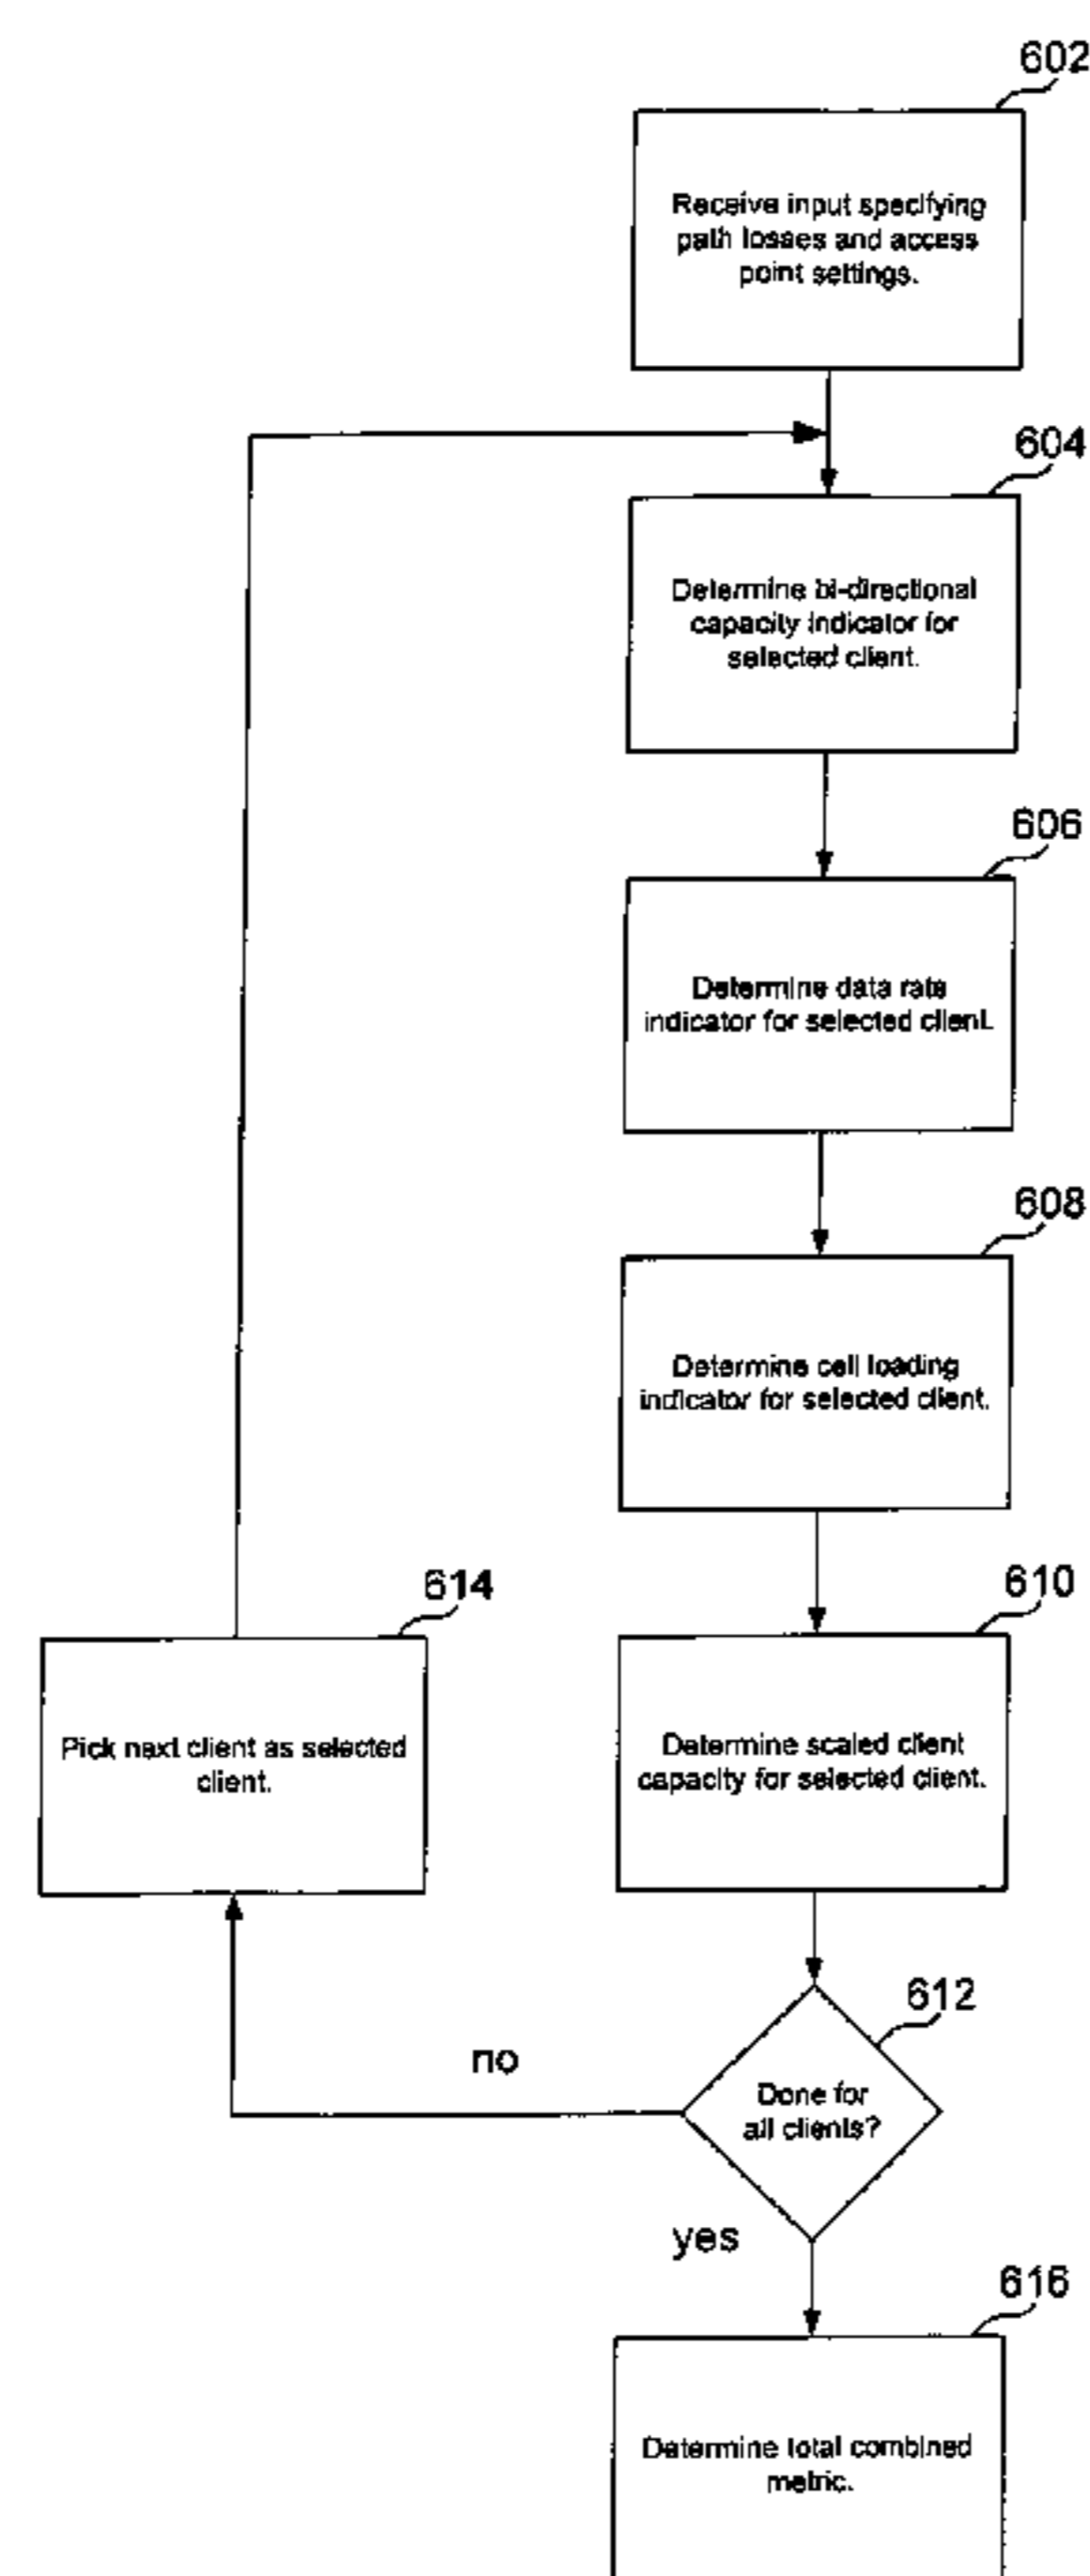 602
Receive input specifying
path losses and access
point settings.
604
Determine bi-directional
capacity indicator for
selected client.
606
Determine data rate
indicator for selected client.
608
Determine cell loading
indicator for selected client.
610
Determine scaled client
capacity for selected client.
614
Pick next client as selected
client.
612
Done for
all clients?
no
yes
616
Determine total combined
metric.